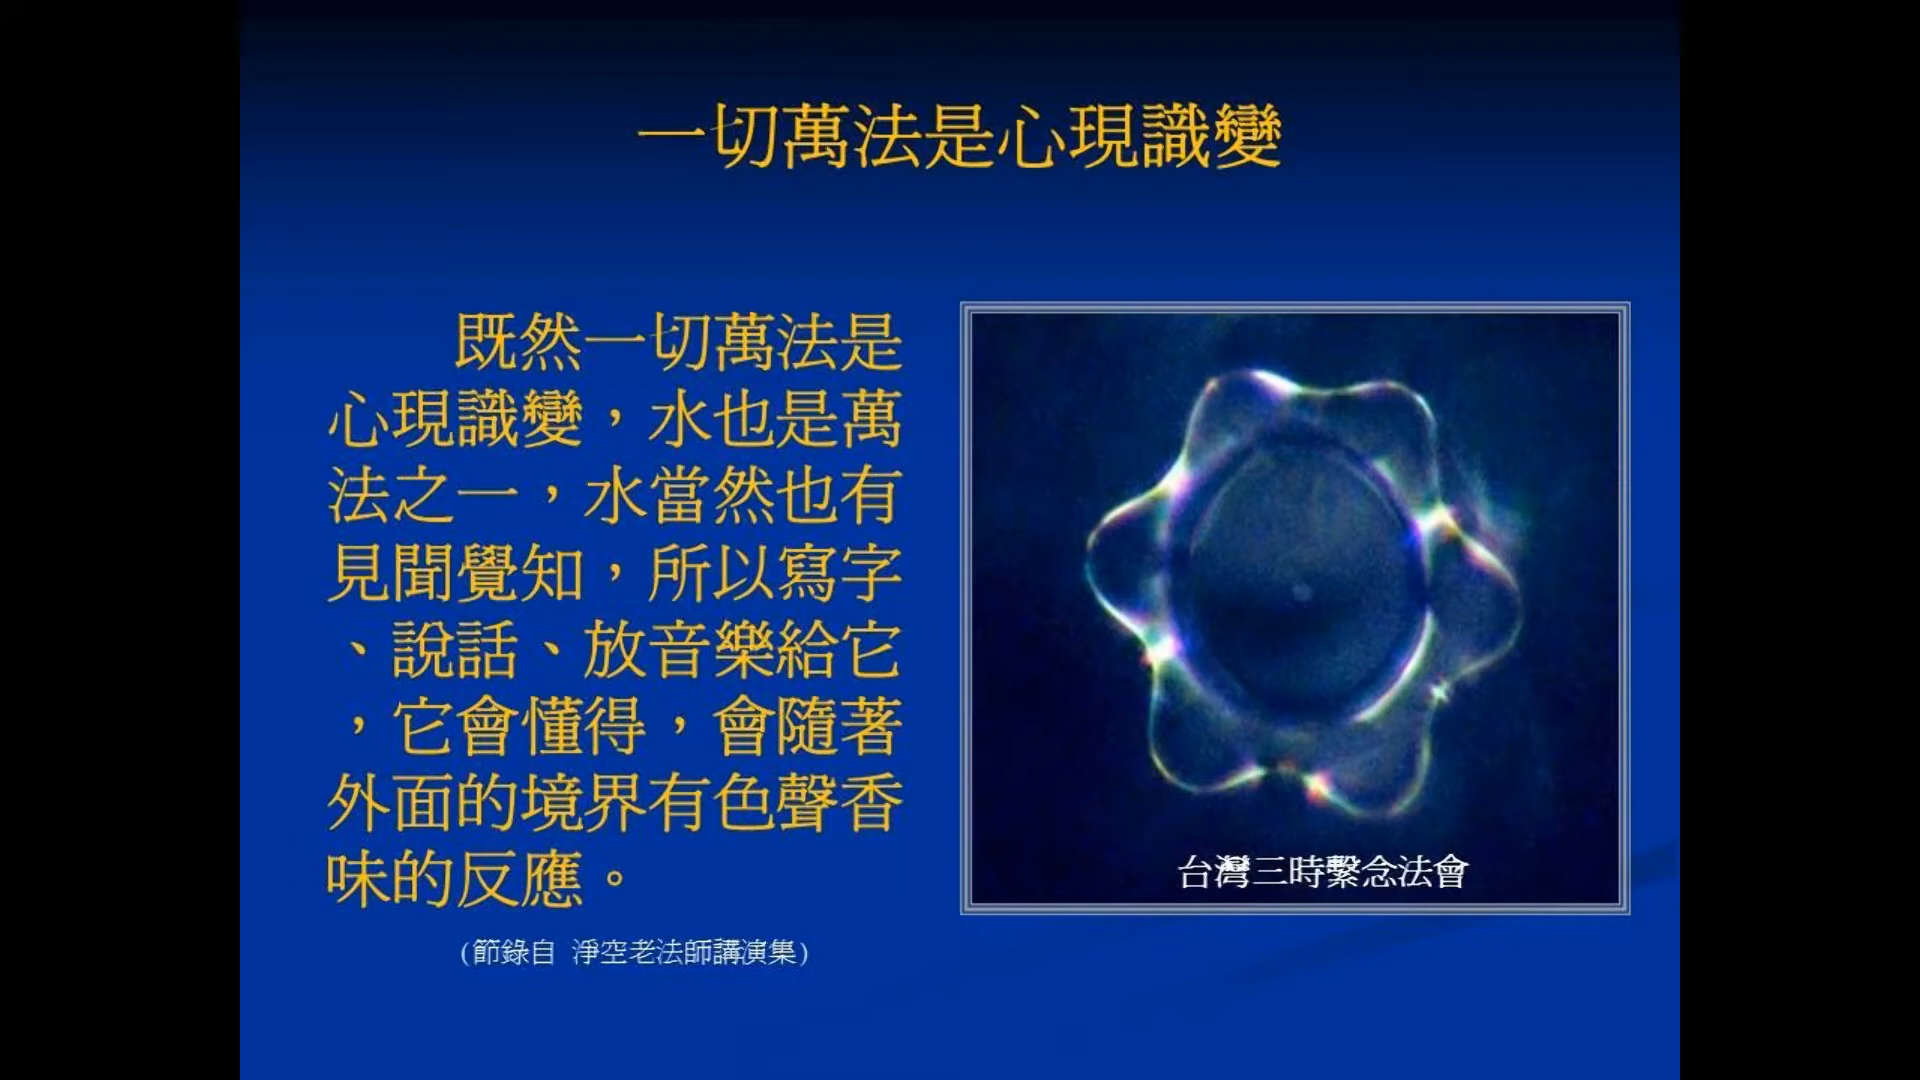 一切萬法是心現識變
既然一切萬法是
心現識變，水也是萬
法之一，水當然也有
見聞覺知，所以寫字
、說話、放音樂給它
，它會懂得，會隨著
外面的境界有色聲香
味的反應。
(節錄自 淨空老法師講演集)
台灣三時繫念法會